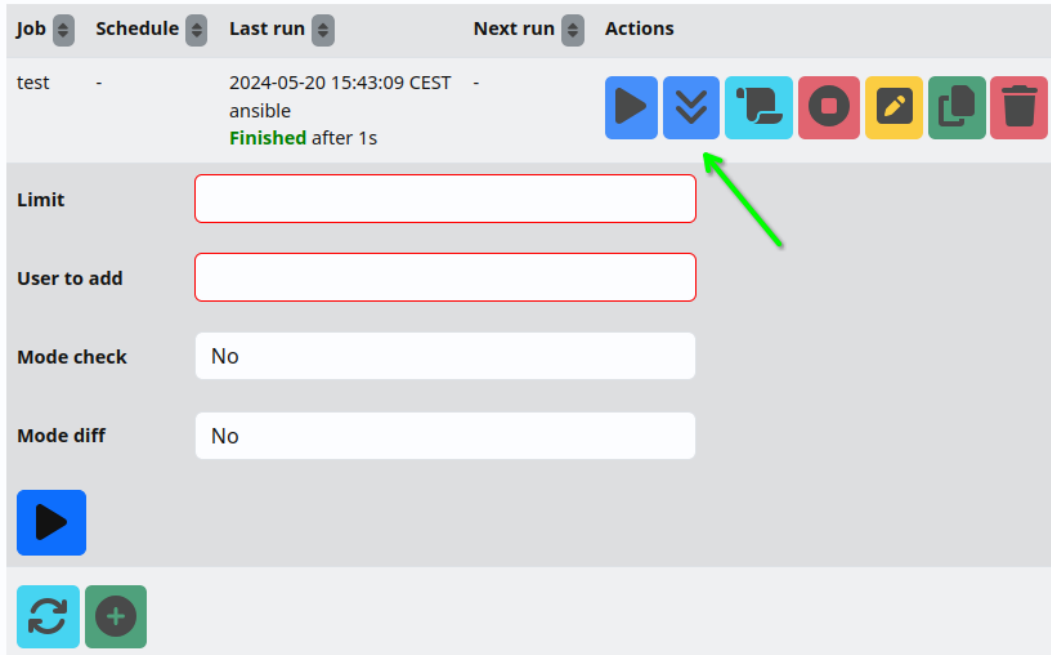 Job Schedule Last run Next run Actions
test - 2024-05-20 15:43:09 CEST -
ansible
Finished after 1s
Limit
User to add
Mode check No
Mode diff No